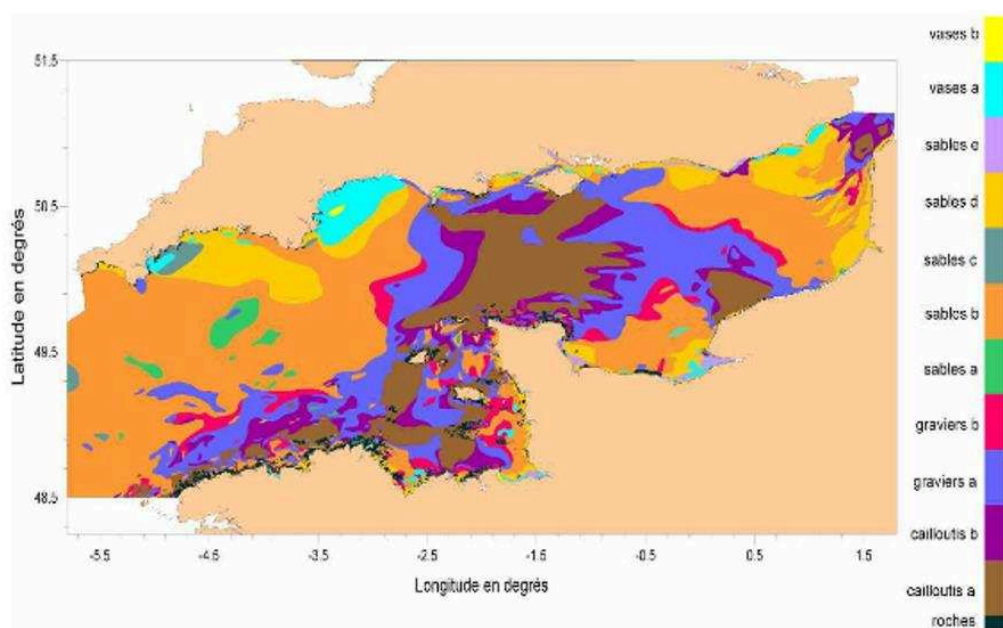 vases b
51.5
vases a
sables e
sables d
50.5
sables c
Latitude en degrés
sables b
49.5
sables a
graviers b
graviers a
48.5
cailloutis b
-5.5 -4.5 -3.5 -2.5 -1.5 -0.5 0.5 1.5
Longitude en degrés
cailloutis a
roches